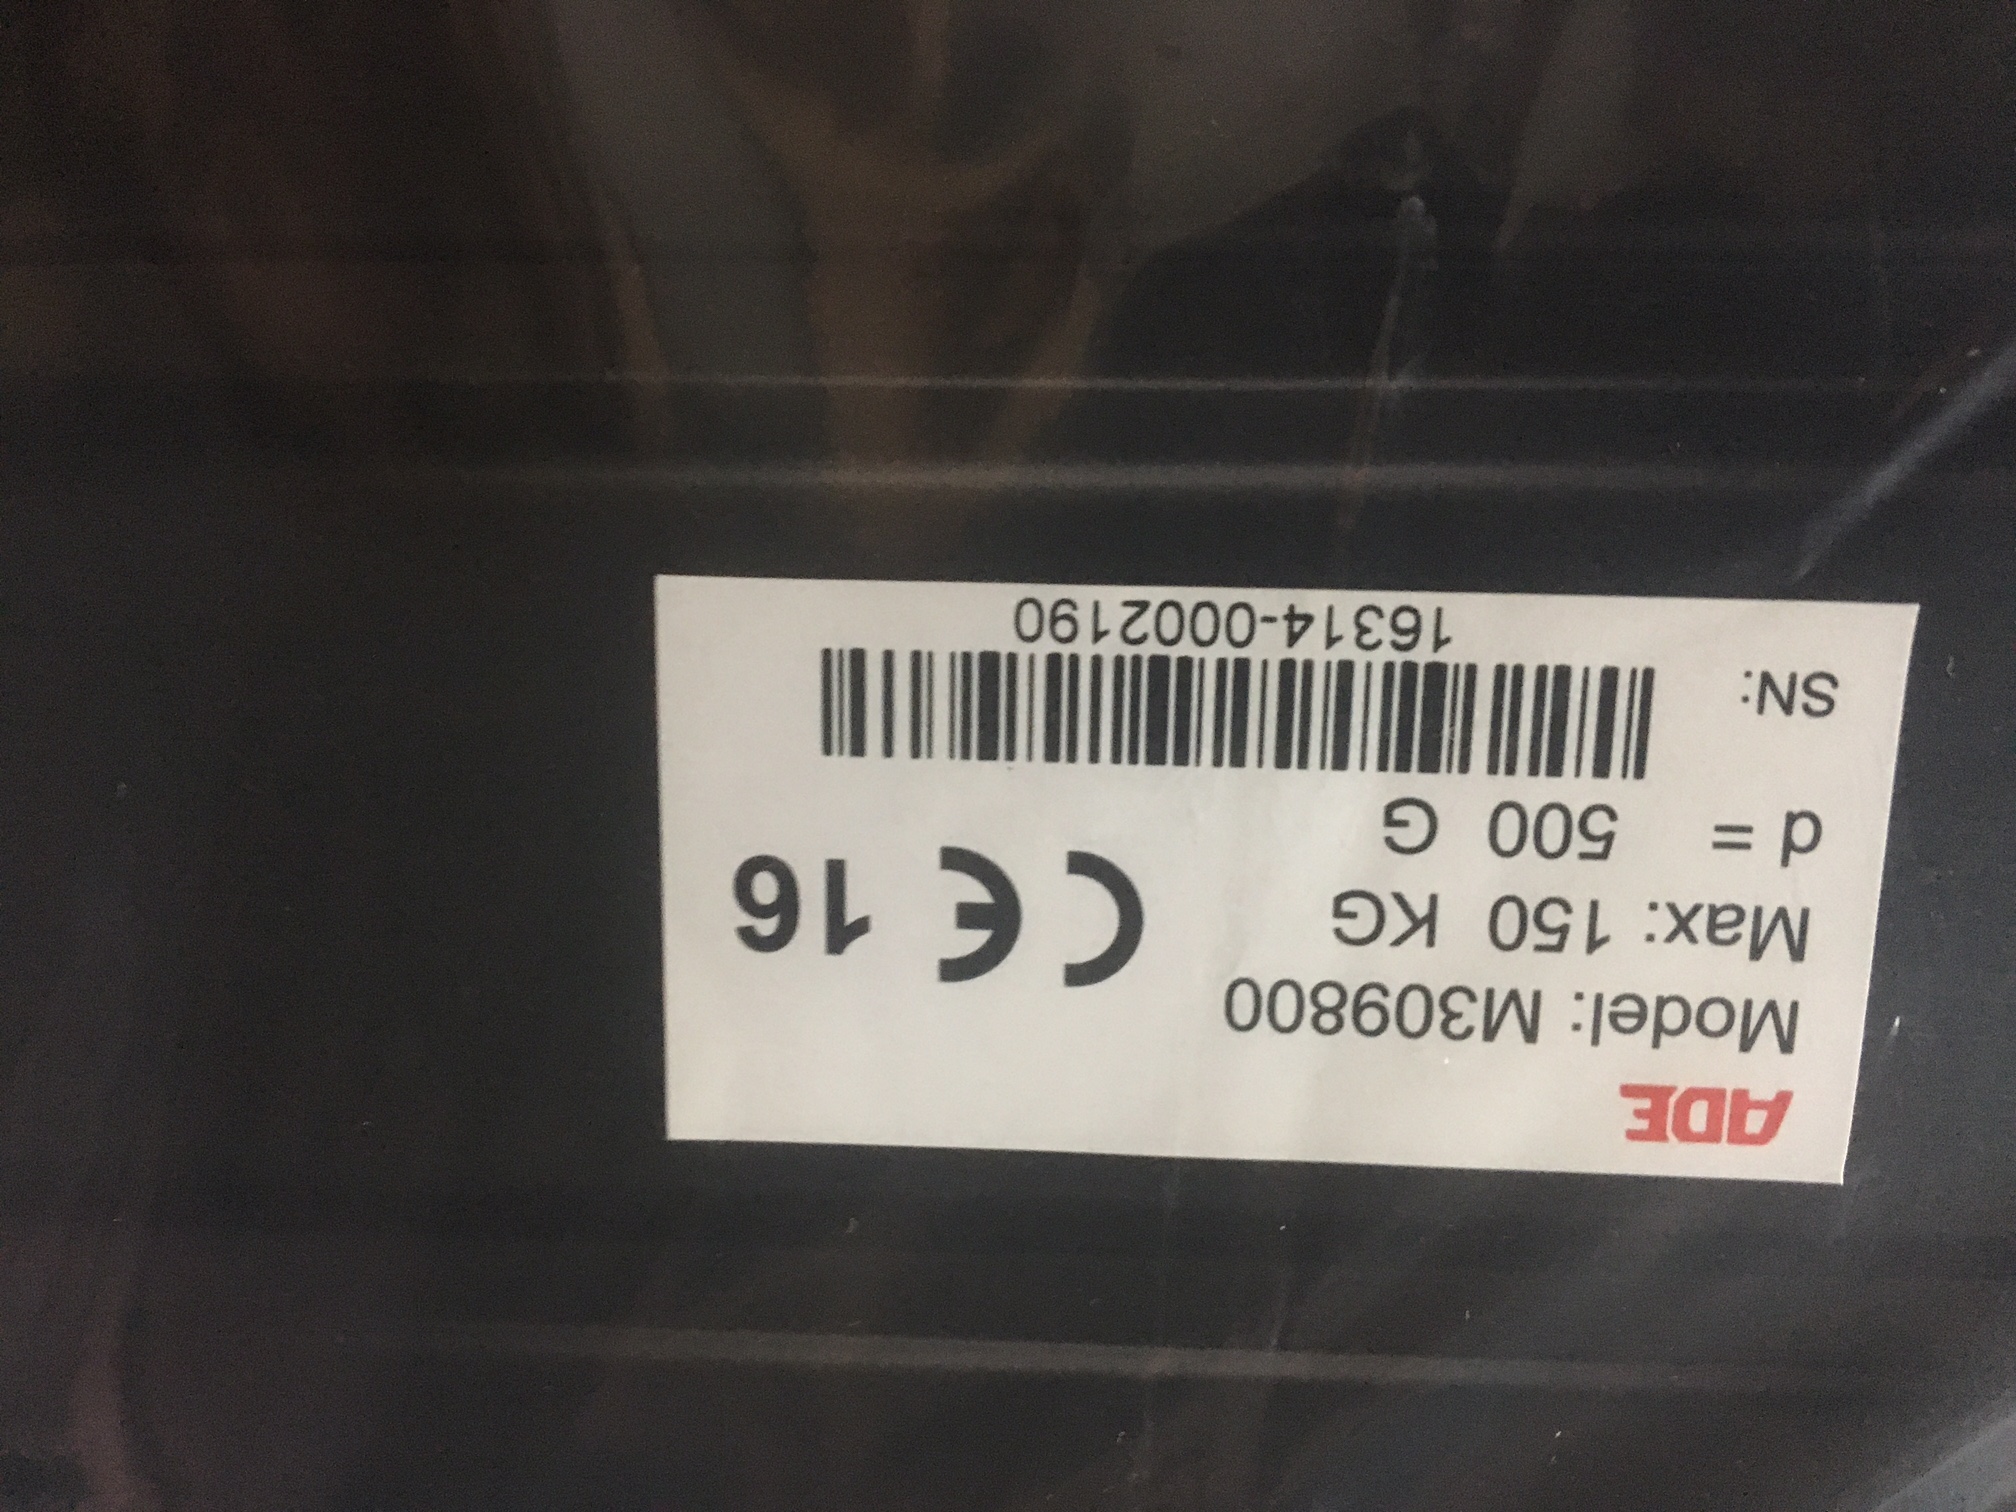 ADE
Model: M309800
Max: 150 KG
d = 500 G
CE 16
SN:
16314-0002190